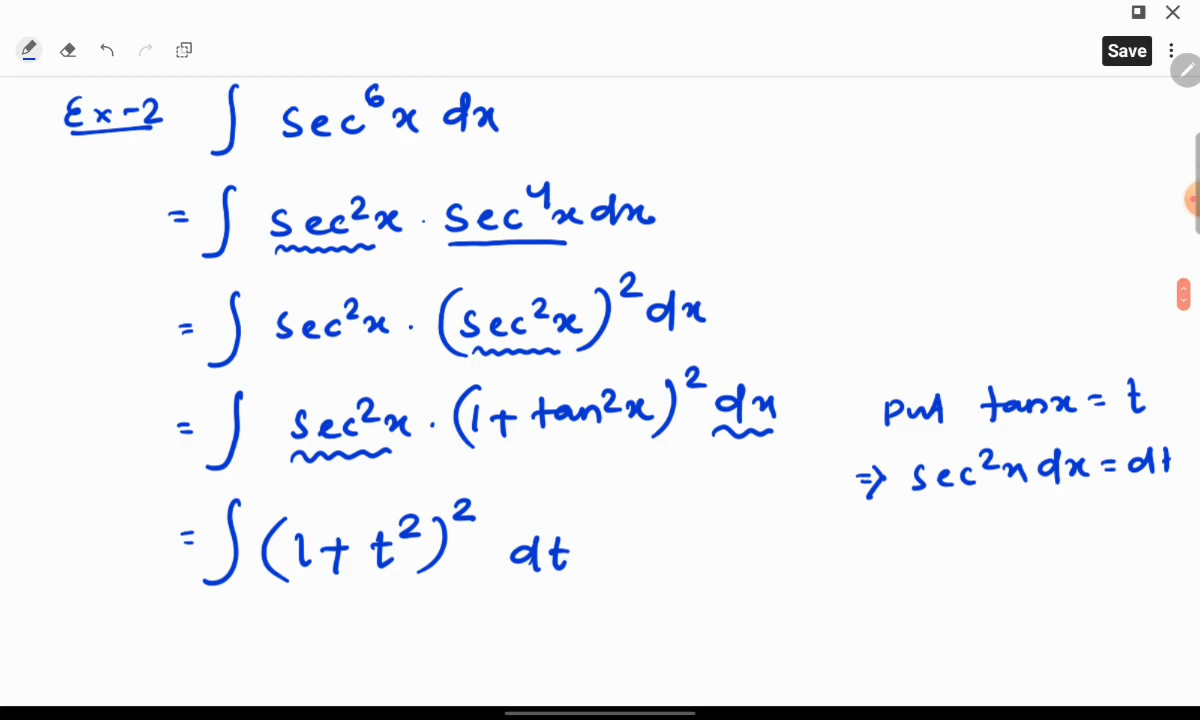 Save
Ex-2 ∫ sec⁶x dx
= ∫ sec²x · sec⁴x dx
= ∫ sec²x · (sec²x)² dx
= ∫ sec²x · (1 + tan²x)² dx
put tanx = t
⇒ sec²x dx = dt
= ∫ (1 + t²)² dt